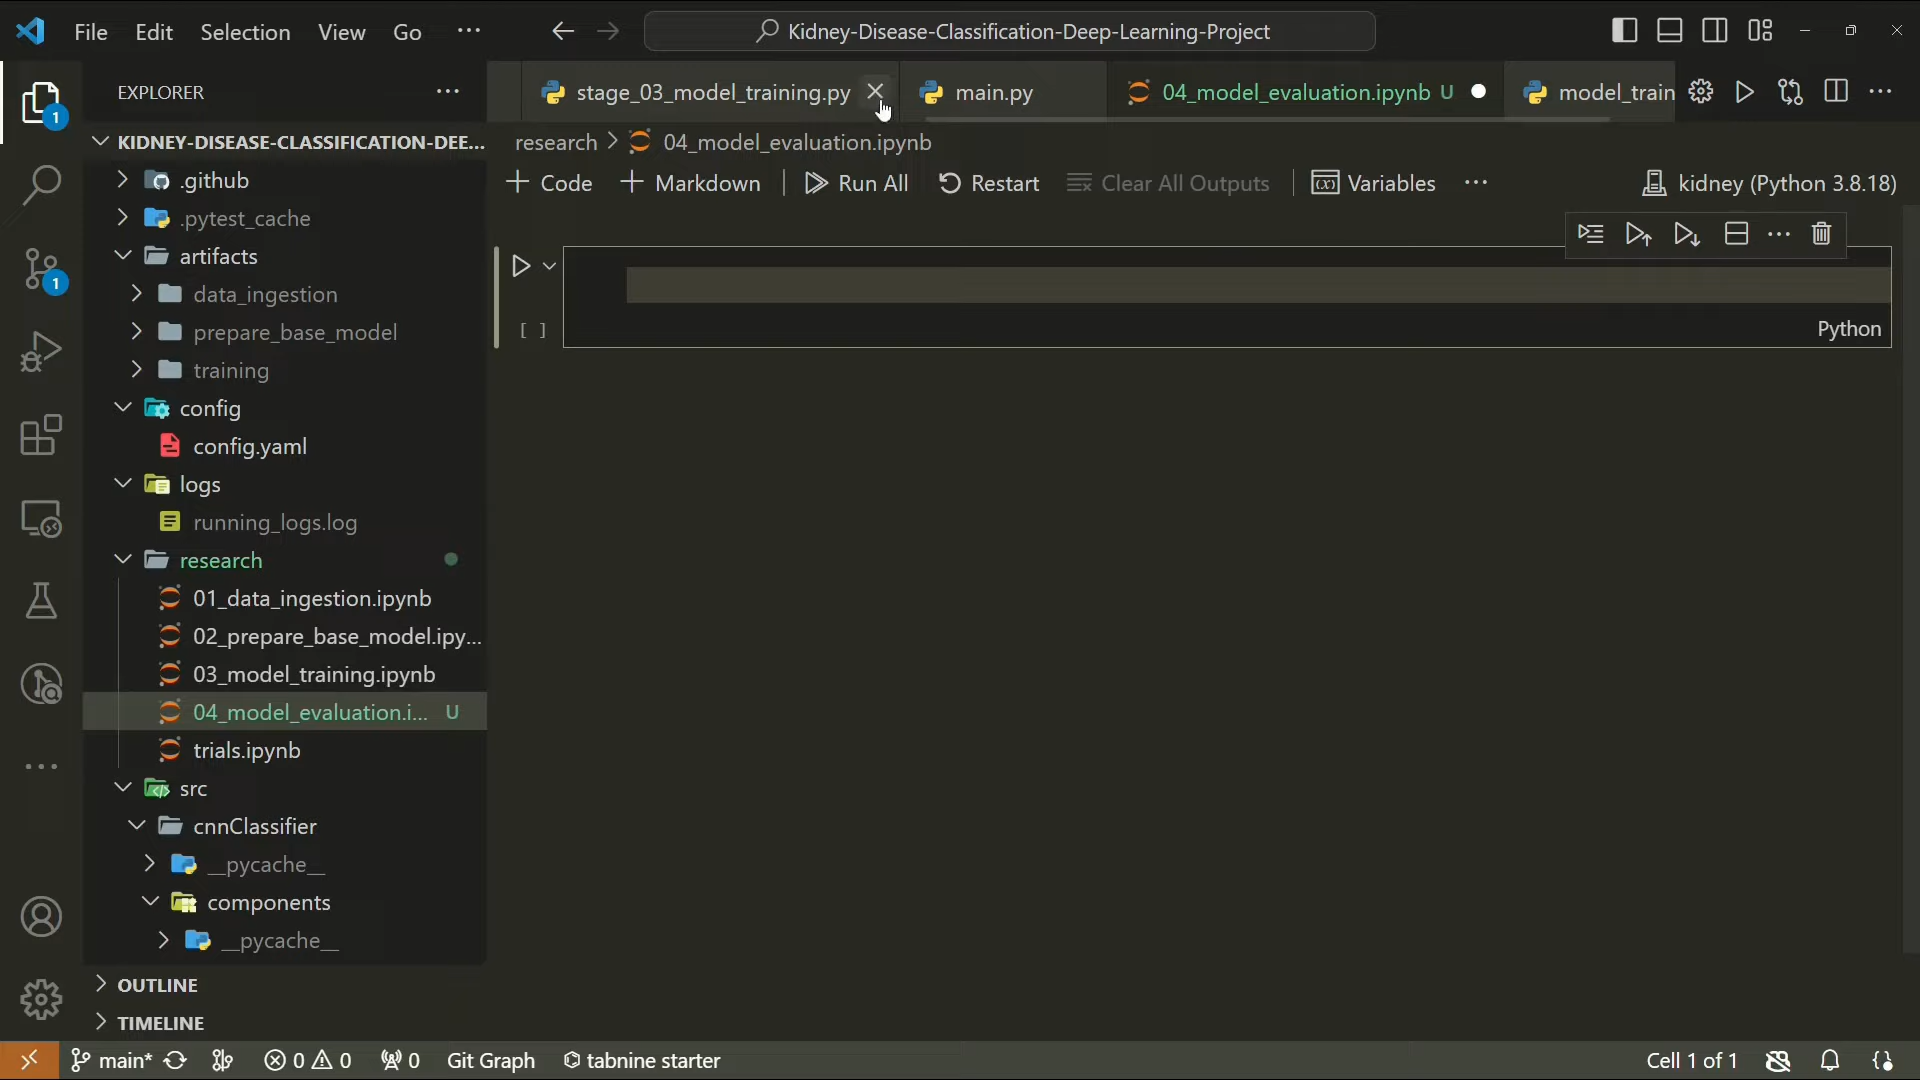 File Edit Selection View Go ··· Kidney-Disease-Classification-Deep-Learning-Project
EXPLORER ···
stage_03_model_training.py main.py 04_model_evaluation.ipynb U model_train
KIDNEY-DISEASE-CLASSIFICATION-DEE...
research > 04_model_evaluation.ipynb
+ Code + Markdown Run All Restart Clear All Outputs Variables ··· kidney (Python 3.8.18)
[ ]
Python
1
.github
.pytest_cache
artifacts
1
data_ingestion
prepare_base_model
training
config
config.yaml
logs
running_logs.log
research
01_data_ingestion.ipynb
02_prepare_base_model.ipy...
03_model_training.ipynb
04_model_evaluation.i... U
trials.ipynb
src
cnnClassifier
__pycache__
components
__pycache__
OUTLINE
TIMELINE
main* 0 0 0 Git Graph tabnine starter Cell 1 of 1